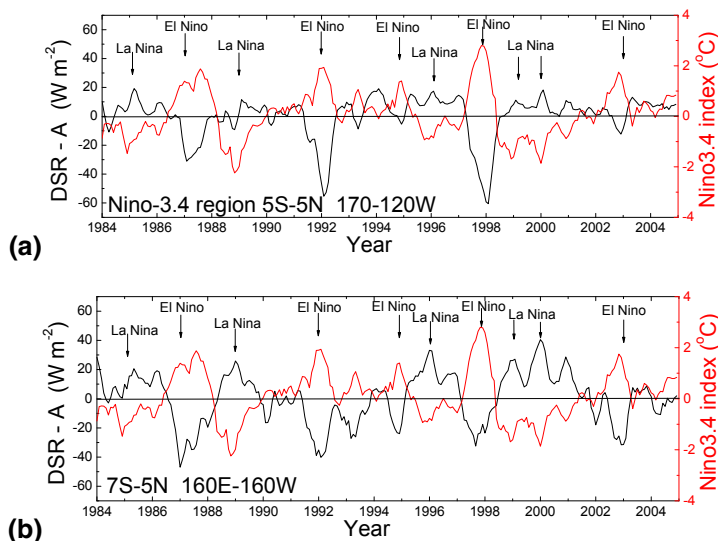 El Nino El Nino El Nino El Nino El Nino
La Nina La Nina La Nina La Nina
60
40
20
0
-20
-40
-60
DSR - A (W m-2)
4
2
0
-2
-4
Nino3.4 index (oC)
Nino-3.4 region 5S-5N 170-120W
1984 1986 1988 1990 1992 1994 1996 1998 2000 2002 2004
Year
(a)
El Nino El Nino El Nino El Nino El Nino
La Nina La Nina La Nina La Nina
60
40
20
0
-20
-40
-60
DSR - A (W m-2)
4
2
0
-2
-4
Nino3.4 index (oC)
7S-5N 160E-160W
1984 1986 1988 1990 1992 1994 1996 1998 2000 2002 2004
Year
(b)